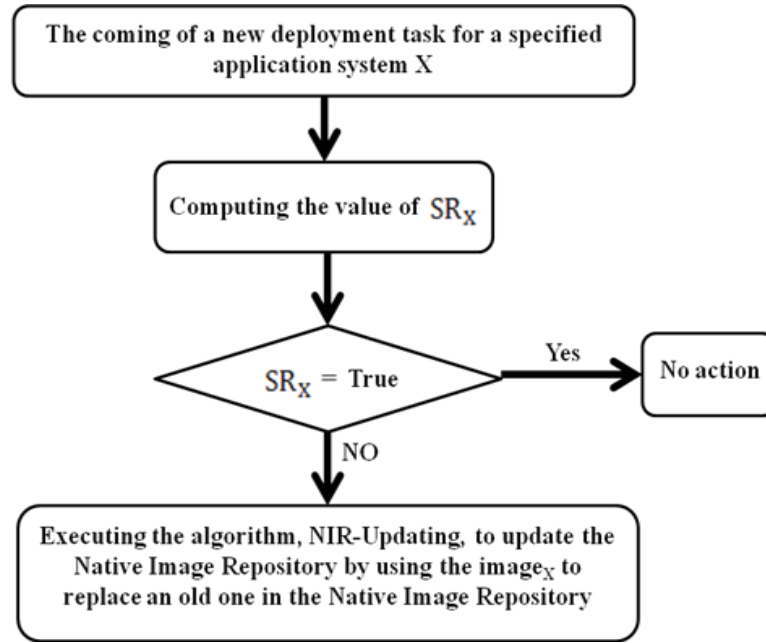 The coming of a new deployment task for a specified
application system X
Computing the value of SRX
SRX = True
Yes
No action
NO
Executing the algorithm, NIR-Updating, to update the
Native Image Repository by using the imageX to
replace an old one in the Native Image Repository